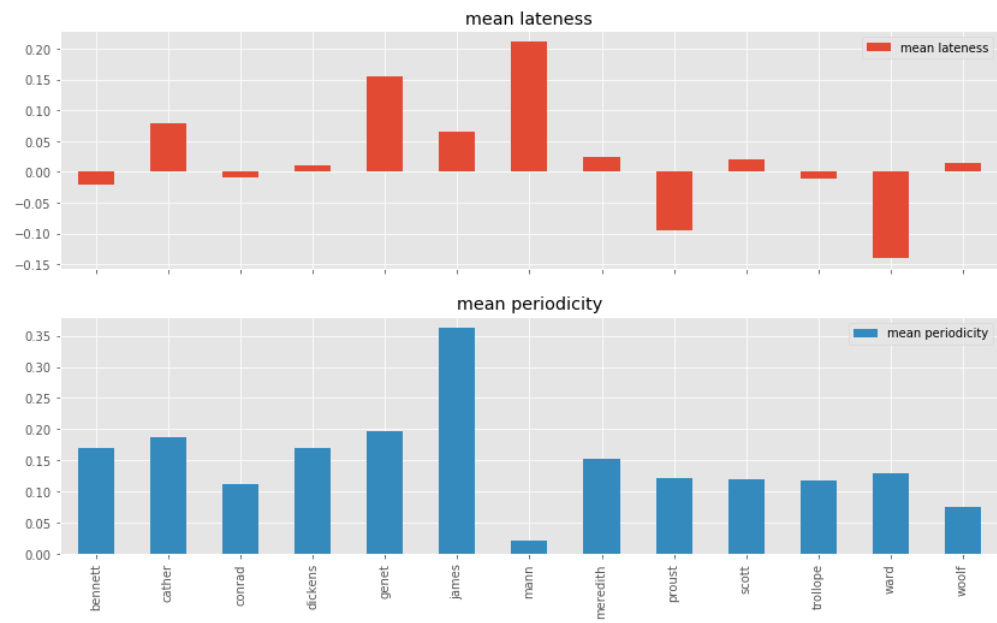 mean lateness
mean lateness
0.20
0.15
0.10
0.05
0.00
−0.05
−0.10
−0.15
mean periodicity
mean periodicity
0.35
0.30
0.25
0.20
0.15
0.10
0.05
0.00
bennett
cather
conrad
dickens
genet
james
mann
meredith
proust
scott
trollope
ward
woolf